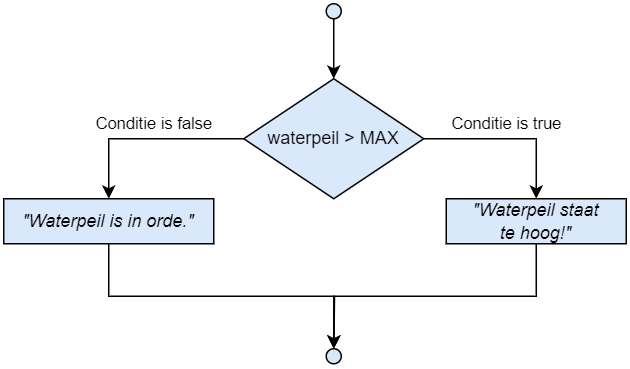 Conditie is false
waterpeil > MAX
Conditie is true
"Waterpeil is in orde."
"Waterpeil staat
te hoog!"